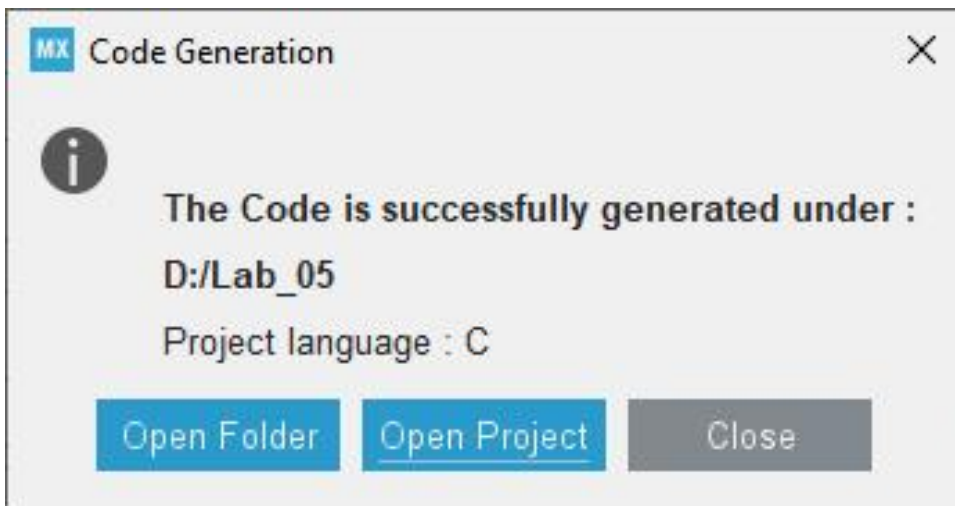 MX Code Generation
The Code is successfully generated under :
D:/Lab_05
Project language : C
Open Folder Open Project Close